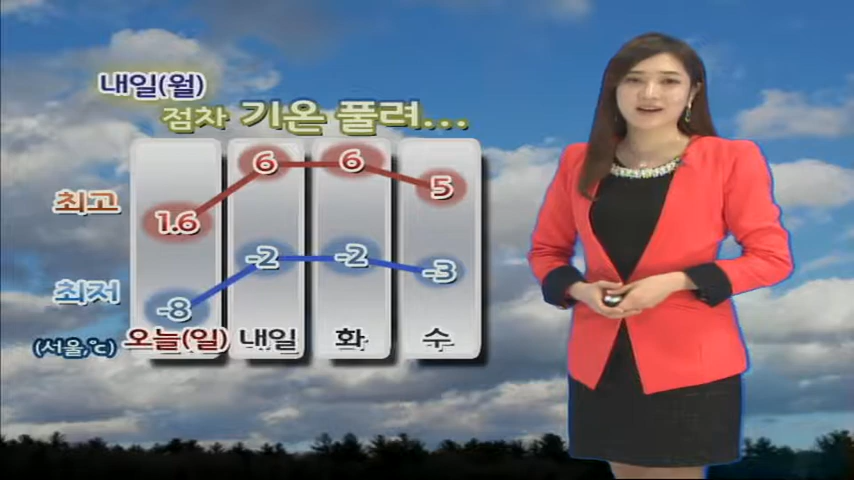 내일(월)
점차 기온 풀려...
최고 1.6 6 6 5
최저 -8 -2 -2 -3
(서울,℃) 오늘(일) 내일 화 수